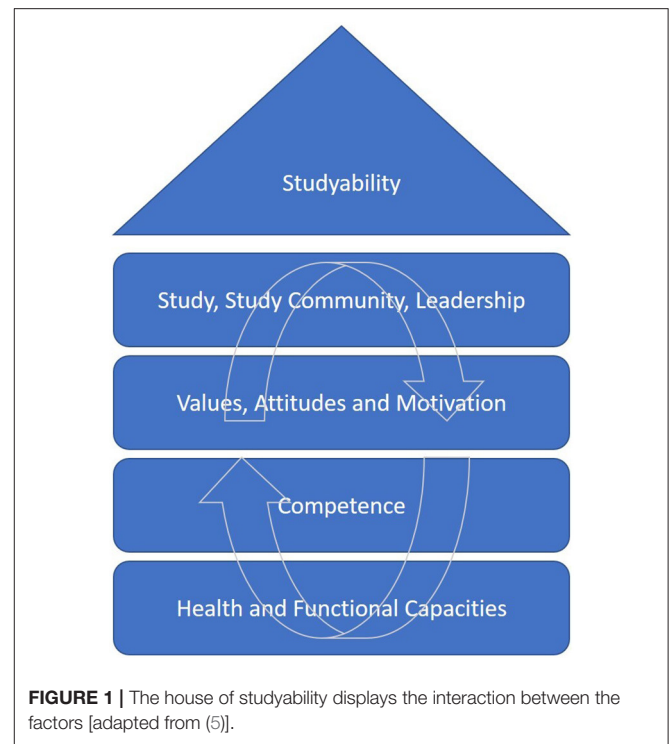 Studyability
Study, Study Community, Leadership
Values, Attitudes and Motivation
Competence
Health and Functional Capacities
FIGURE 1 | The house of studyability displays the interaction between the
factors [adapted from (5)].